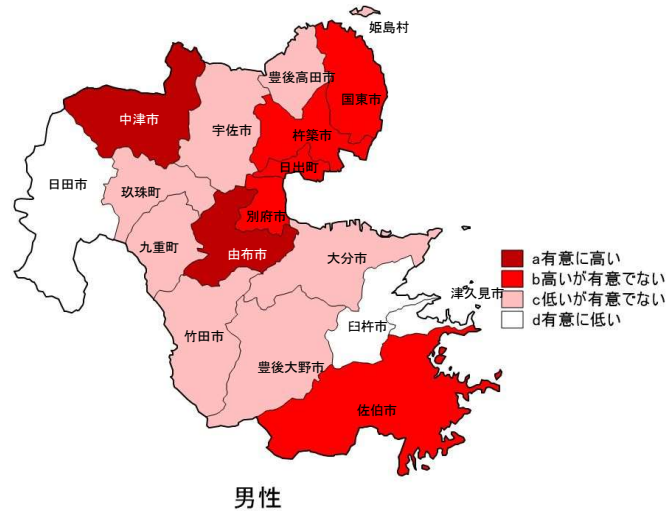 姫島村
豊後高田市
国東市
中津市
宇佐市
杵築市
日出町
日田市
玖珠町
別府市
九重町
由布市
大分市
a有意に高い
b高いが有意でない
c低いが有意でない
d有意に低い
津久見市
臼杵市
竹田市
豊後大野市
佐伯市
男性